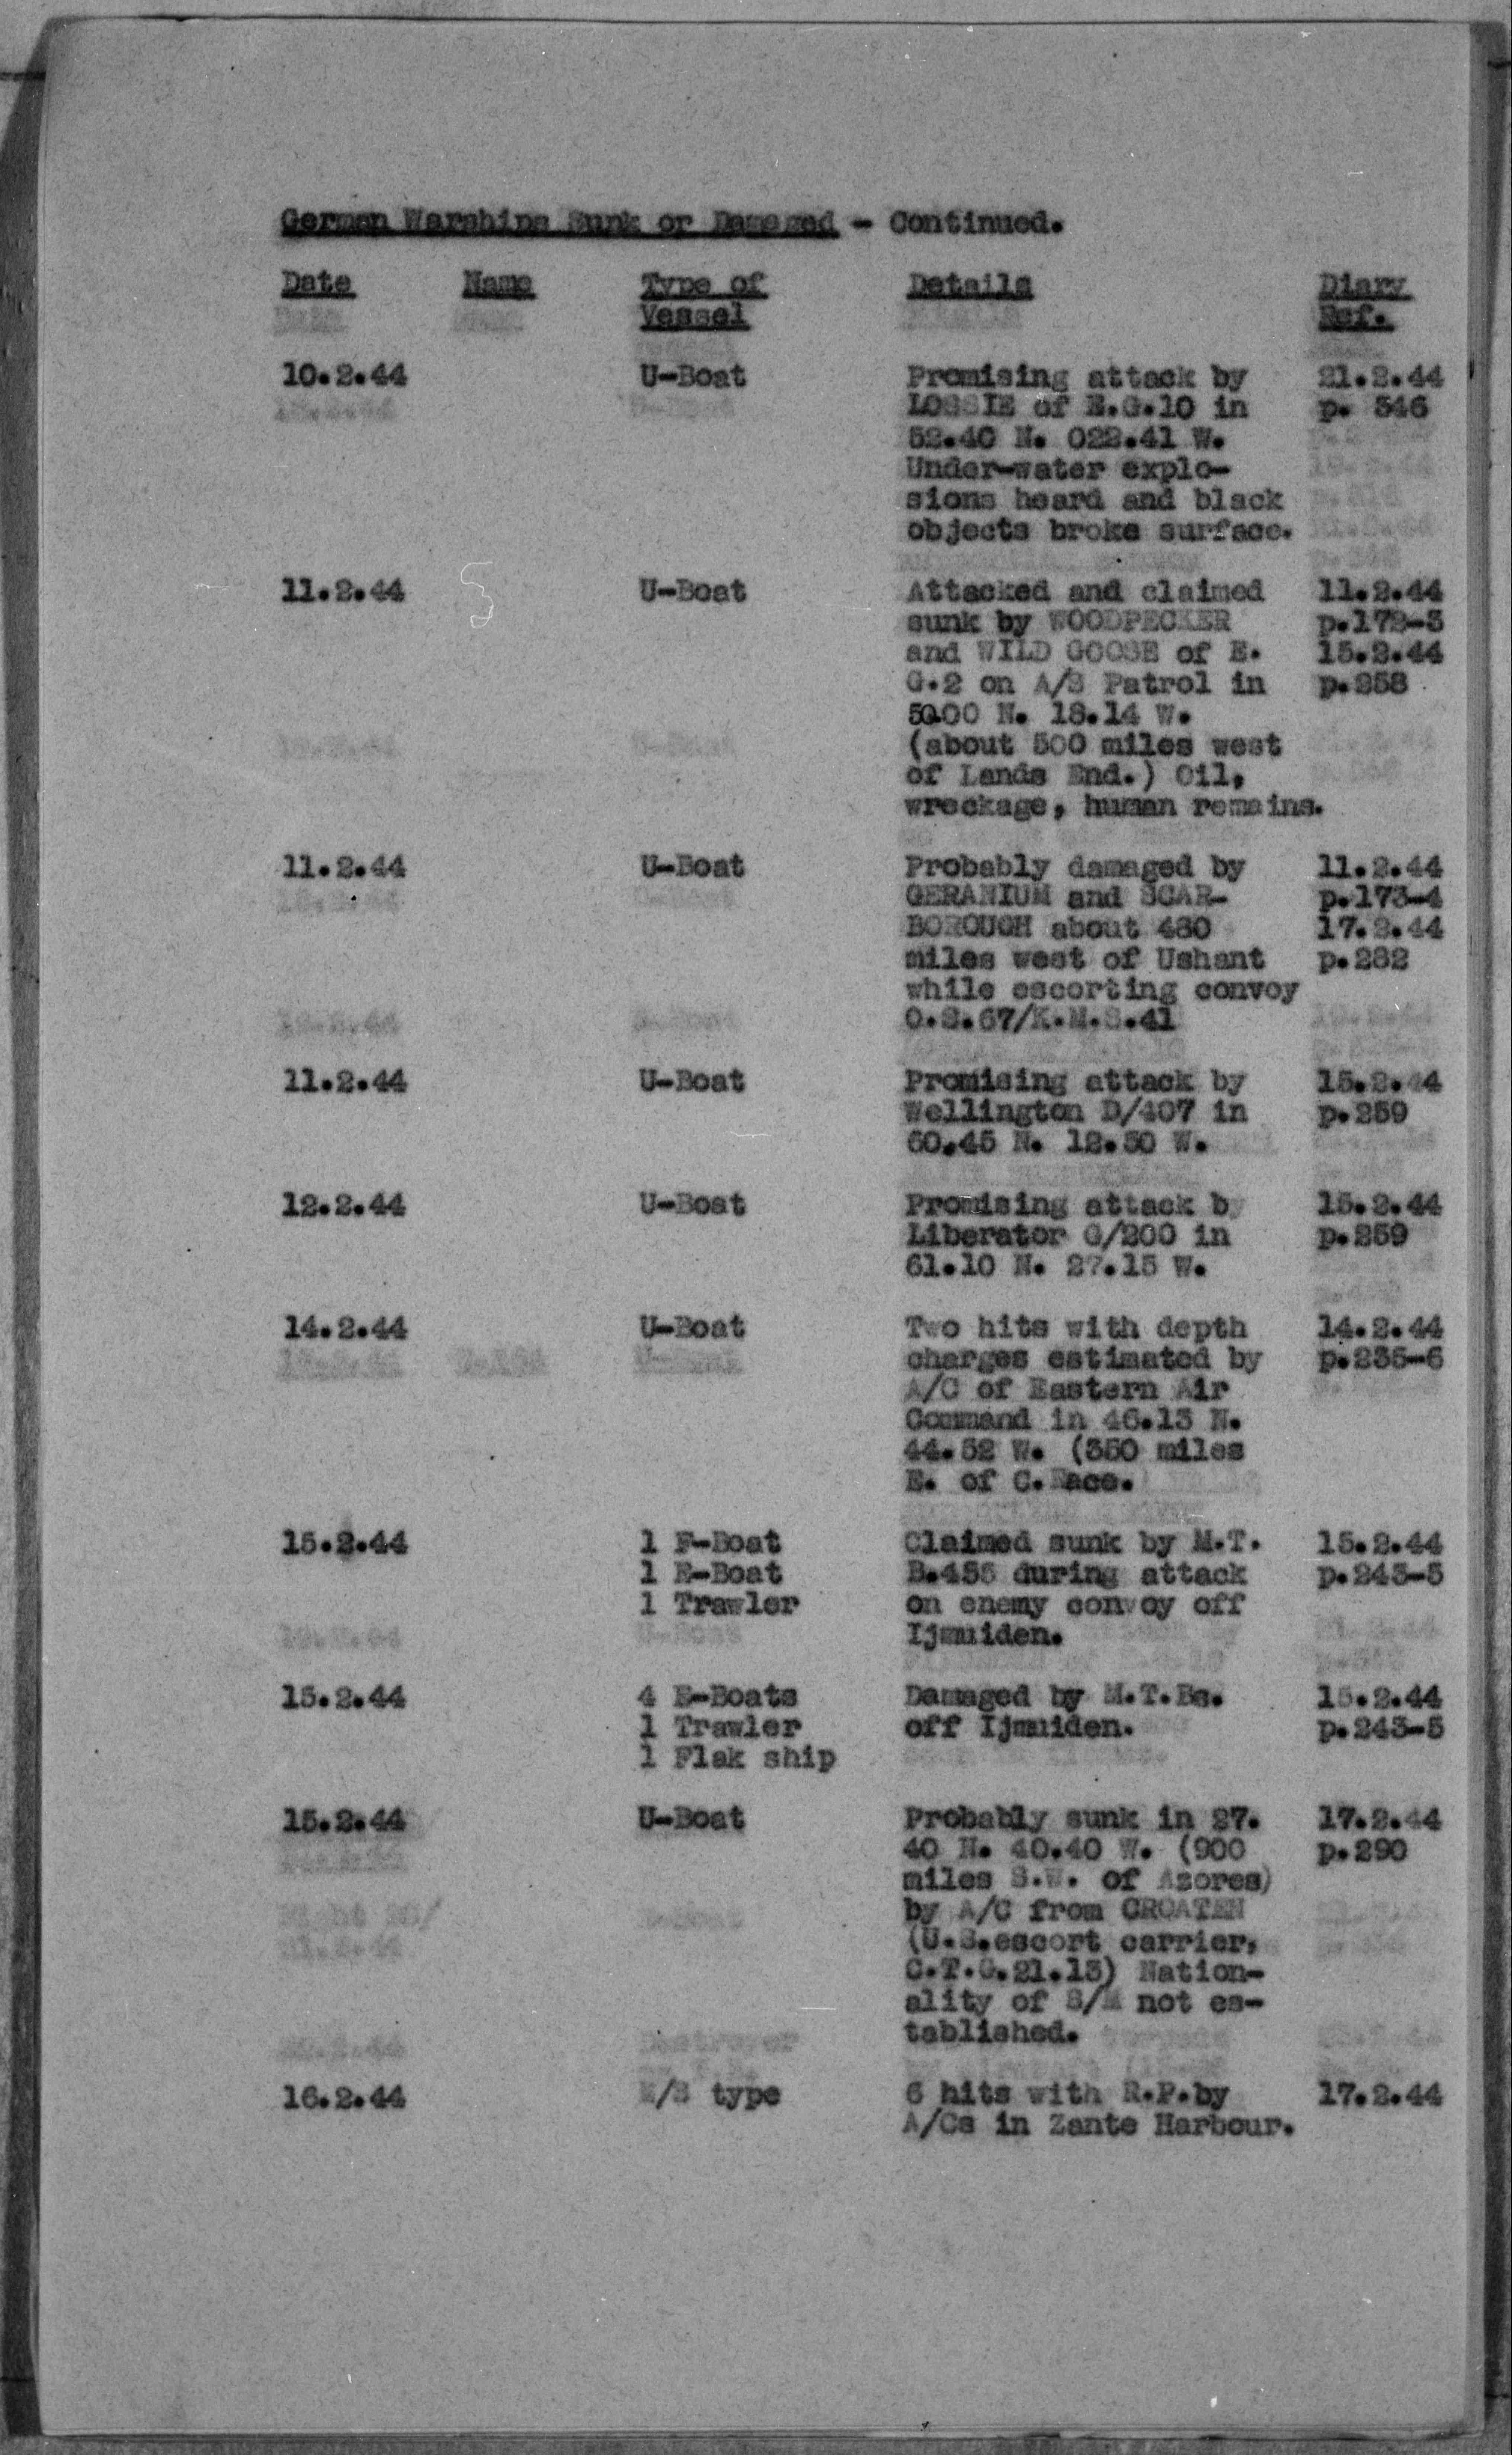 German Warships Sunk or Damaged - Continued.
Date Name Type of Vessel Details Diary Ref.
10.2.44 U-Boat Promising attack by 21.2.44
LOSSIE of E.G.10 in p. 346
52.40 N. 022.41 W.
Under-water explo-
sions heard and black
objects broke surface.
11.2.44 5 U-Boat Attacked and claimed 11.2.44
sunk by WOODPECKER p.172-3
and WILD GOOSE of E. 15.2.44
G.2 on A/S Patrol in p.258
5000 N. 18.14 W.
(about 500 miles west
of Lands End.) Oil,
wreckage, human remains.
11.2.44 U-Boat Probably damaged by 11.2.44
GERANIUM and SCAR- p.173-4
BOROUGH about 480 17.2.44
miles west of Ushant p.282
while escorting convoy
O.S.67/K.M.S.41
11.2.44 U-Boat Promising attack by 15.2.44
Wellington D/407 in p.259
60.45 N. 12.50 W.
12.2.44 U-Boat Promising attack by 15.2.44
Liberator G/200 in p.259
61.10 N. 27.15 W.
14.2.44 U-Boat Two hits with depth 14.2.44
charges estimated by p.235-6
A/C of Eastern Air
Command in 46.13 N.
44.52 W. (350 miles
E. of C. Race.
15.2.44 1 F-Boat Claimed sunk by M.T. 15.2.44
1 E-Boat B.455 during attack p.243-5
1 Trawler on enemy convoy off
Ijmuiden.
15.2.44 4 E-Boats Damaged by M.T.Bs. 15.2.44
1 Trawler off Ijmuiden. p.243-5
1 Flak ship
15.2.44 U-Boat Probably sunk in 27. 17.2.44
40 N. 40.40 W. (900 p.290
miles S.W. of Azores)
by A/C from CROATEN
(U.S.escort carrier,
C.T.G.21.13) Nation-
ality of S/M not es-
tablished.
16.2.44 type 6 hits with R.P.by 17.2.44
A/Cs in Zante Harbour.